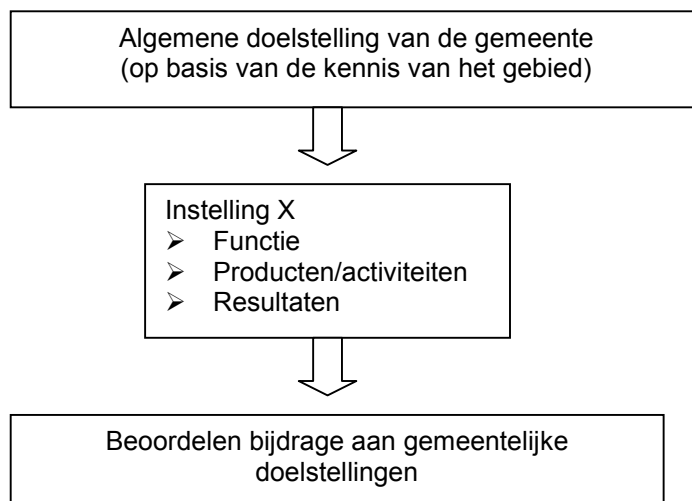 Algemene doelstelling van de gemeente
(op basis van de kennis van het gebied)
Instelling X
➢ Functie
➢ Producten/activiteiten
➢ Resultaten
Beoordelen bijdrage aan gemeentelijke
doelstellingen